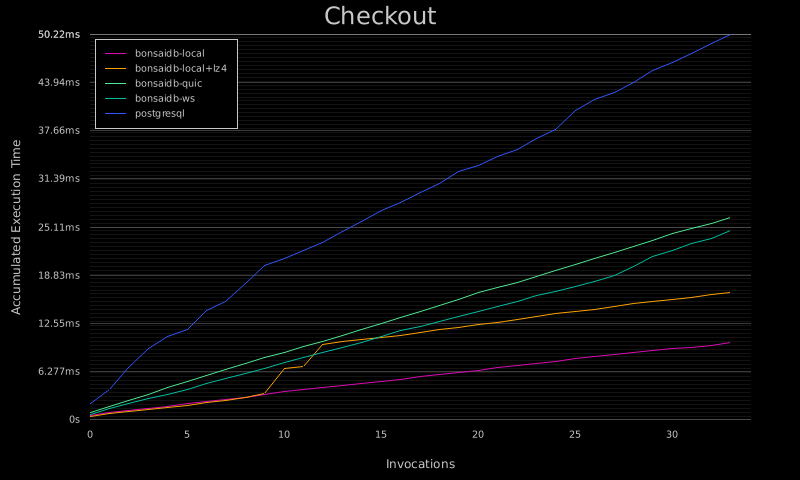 Checkout
50.22ms
43.94ms
37.66ms
31.39ms
25.11ms
18.83ms
12.55ms
6.277ms
0s
Accumulated Execution Time
bonsaidb-local
bonsaidb-local+lz4
bonsaidb-quic
bonsaidb-ws
postgresql
0 5 10 15 20 25 30
Invocations